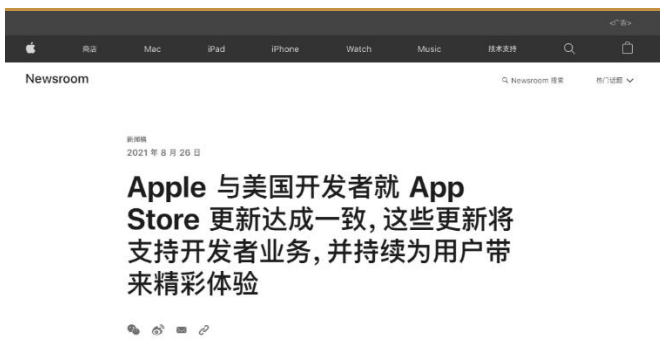 商店 Mac iPad iPhone Watch Music 技术支持
Newsroom Newsroom 搜索 热门话题
新闻稿
2021 年 8 月 26 日
Apple 与美国开发者就 App
Store 更新达成一致，这些更新将
支持开发者业务，并持续为用户带
来精彩体验